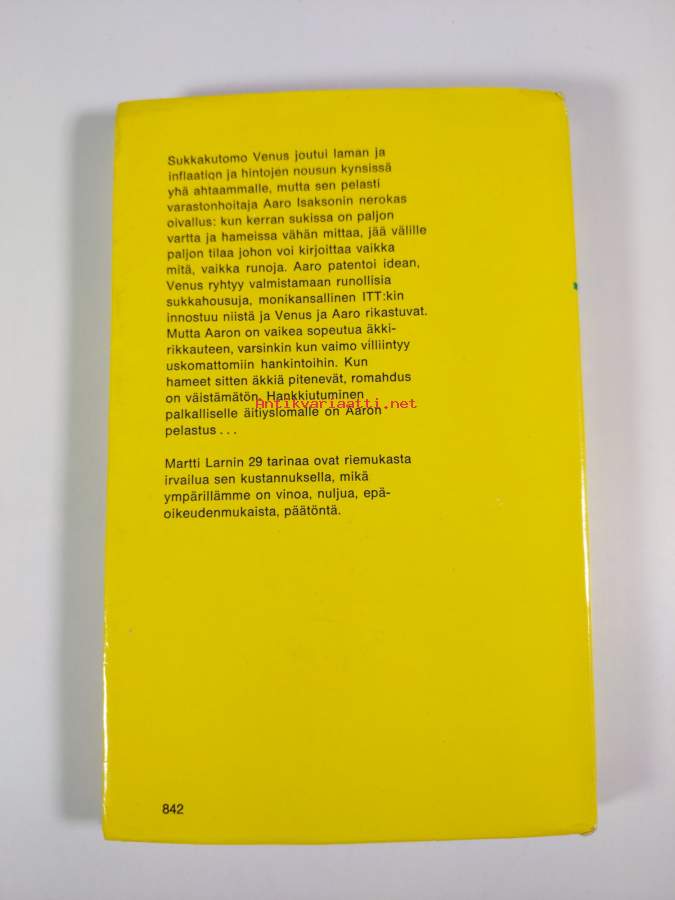 Sukkakutomo Venus joutui laman ja
inflaation ja hintojen nousun kynsissä
yhä ahtaammalle, mutta sen pelasti
varastonhoitaja Aaro Isaksonin nerokas
oivallus: kun kerran sukissa on paljon
vartta ja hameissa vähän mittaa, jää välille
paljon tilaa johon voi kirjoittaa vaikka
mitä, vaikka runoja. Aaro patentoi idean,
Venus ryhtyy valmistamaan runollisia
sukkahousuja, monikansallinen ITT:kin
innostuu niistä ja Venus ja Aaro rikastuvat.
Mutta Aaron on vaikea sopeutua äkki-
rikkauteen, varsinkin kun vaimo villiintyy
uskomattomiin hankintoihin. Kun
hameet sitten äkkiä pitenevät, romahdus
on väistämätön. Hankkiutuminen
Antikvariaatti.net
palkalliselle äitiyslomalle on Aaron
pelastus...
Martti Larnin 29 tarinaa ovat riemukasta
irvailua sen kustannuksella, mikä
ympärillämme on vinoa, nuljua, epä-
oikeudenmukaista, päätöntä.
842